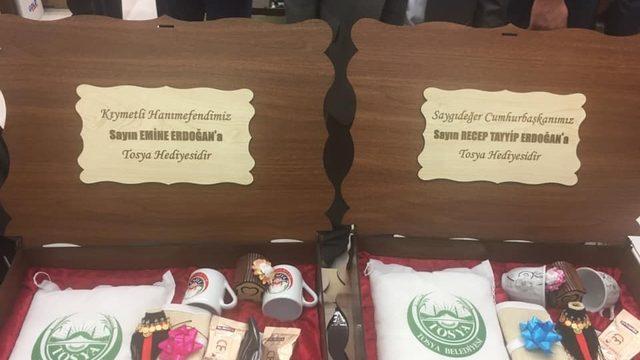 Kıymetli Hanımefendimiz
Sayın EMİNE ERDOĞAN'a
Tosya Hediyesidir
Saygıdeğer Cumhurbaşkanımız
Sayın RECEP TAYYİP ERDOĞAN'a
Tosya Hediyesidir
TOSYA
TOSYA
TOSYA BELEDİYESİ